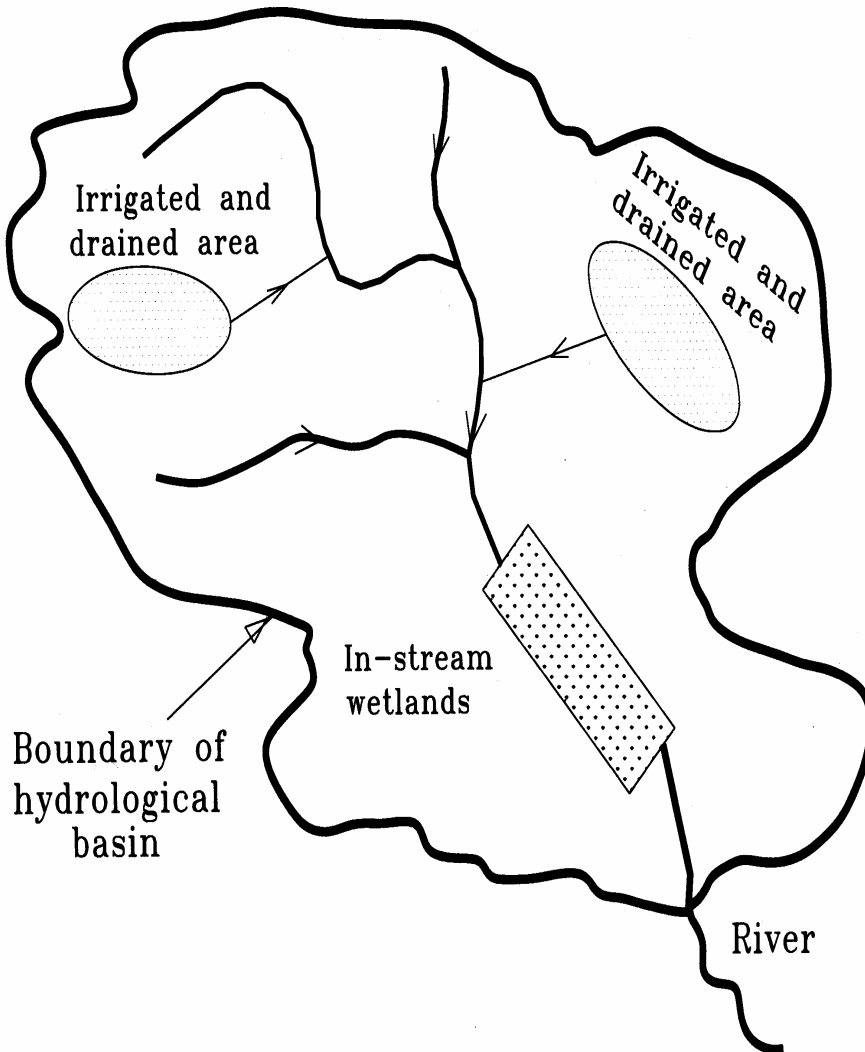 Irrigated and
drained area
Irrigated and
drained area
In-stream
wetlands
Boundary of
hydrological
basin
River